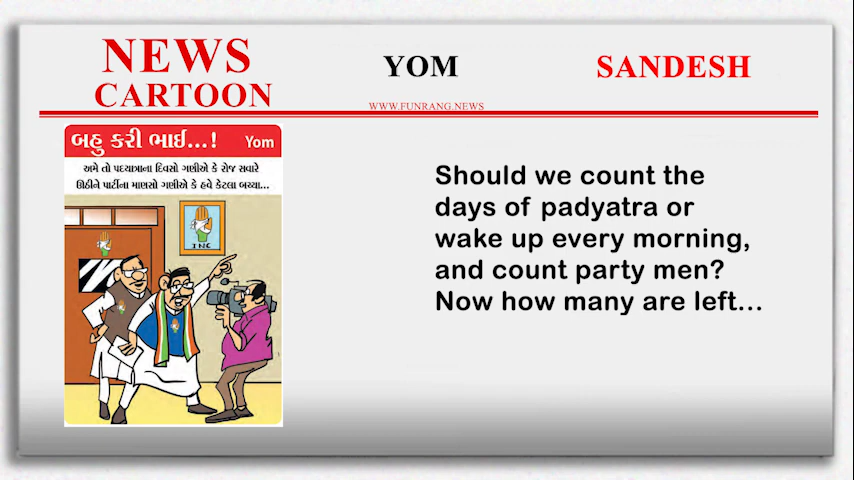 NEWS
CARTOON
YOM
SANDESH
WWW.FUNRANG.NEWS
બહુ કરી ભાઈ...! Yom
અમે તો પદયાત્રાના દિવસો ગણીએ કે રોજ સવારે
ઊઠીને પાર્ટીના માણસો ગણીએ કે હવે કેટલા બચ્યા...
INC
Should we count the
days of padyatra or
wake up every morning,
and count party men?
Now how many are left...